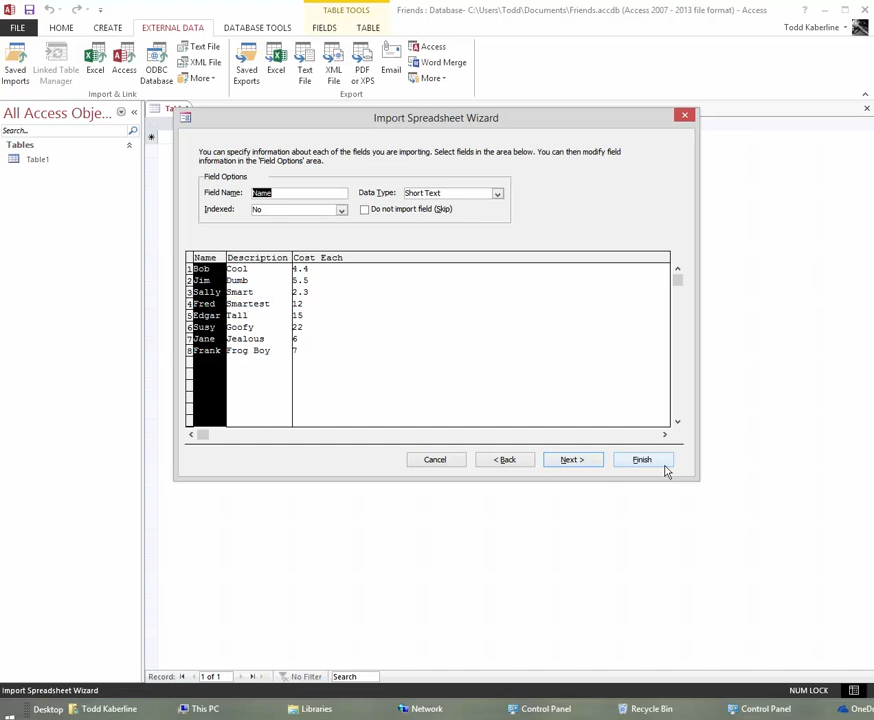 TABLE TOOLS
Friends : Database- C:\Users\Todd\Documents\Friends.accdb (Access 2007 - 2013 file format) - Access
FILE HOME CREATE EXTERNAL DATA DATABASE TOOLS FIELDS TABLE Todd Kaberline
Saved Imports
Linked Table Manager
Excel
Access
ODBC Database
Text File
XML File
More
Saved Exports
Excel
Text File
XML File
PDF or XPS
Email
Access
Word Merge
More
Import & Link
Export
All Access Obje...
Search...
Tables
Table1
Import Spreadsheet Wizard
You can specify information about each of the fields you are importing. Select fields in the area below. You can then modify field
information in the 'Field Options' area.
Field Options
Field Name: Name Data Type: Short Text
Indexed: No Do not import field (Skip)
Name Description Cost Each
1 Bob Cool 4.4
2 Jim Dumb 5.5
3 Sally Smart 2.3
4 Fred Smartest 12
5 Edgar Tall 15
6 Susy Goofy 22
7 Jane Jealous 6
8 Frank Frog Boy 7
Cancel < Back Next > Finish
Record: 1 of 1 No Filter Search
Import Spreadsheet Wizard NUM LOCK
Desktop Todd Kaberline This PC Libraries Network Control Panel Recycle Bin Control Panel